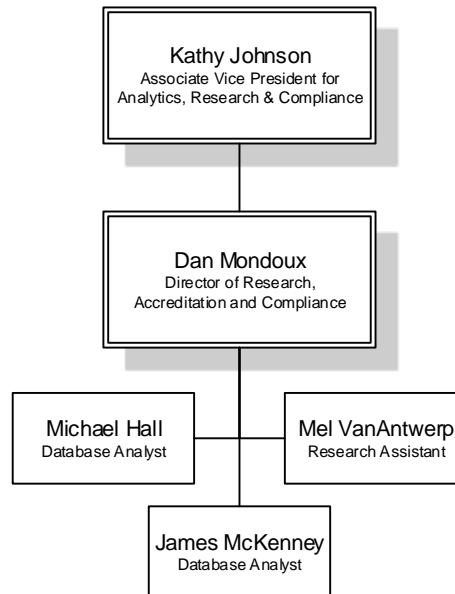 Kathy Johnson
Associate Vice President for
Analytics, Research & Compliance
Dan Mondoux
Director of Research,
Accreditation and Compliance
Michael Hall
Database Analyst
Mel VanAntwerp
Research Assistant
James McKenney
Database Analyst